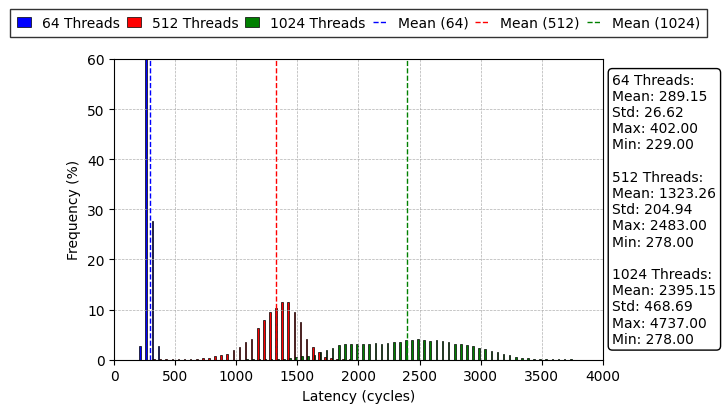 64 Threads 512 Threads 1024 Threads Mean (64) Mean (512) Mean (1024)
60
50
40
30
20
10
0
Frequency (%)
0 500 1000 1500 2000 2500 3000 3500 4000
Latency (cycles)
64 Threads:
Mean: 289.15
Std: 26.62
Max: 402.00
Min: 229.00
512 Threads:
Mean: 1323.26
Std: 204.94
Max: 2483.00
Min: 278.00
1024 Threads:
Mean: 2395.15
Std: 468.69
Max: 4737.00
Min: 278.00